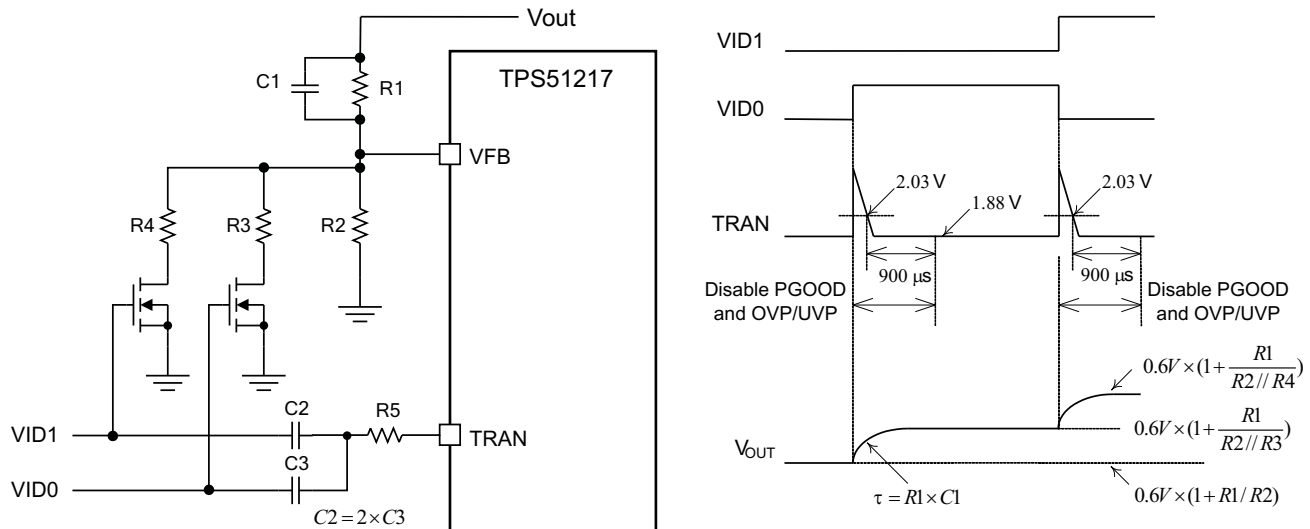 Vout
TPS51217
C1
R1
VFB
R4
R3
R2
C2
R5
VID1
TRAN
C3
VID0
C2 = 2 × C3
VID1
VID0
2.03 V
2.03 V
1.88 V
TRAN
900 μs
900 μs
Disable PGOOD
and OVP/UVP
Disable PGOOD
and OVP/UVP
0.6V × (1 + R1 / R2 // R4)
0.6V × (1 + R1 / R2 // R3)
VOUT
τ = R1 × C1
0.6V × (1 + R1 / R2)